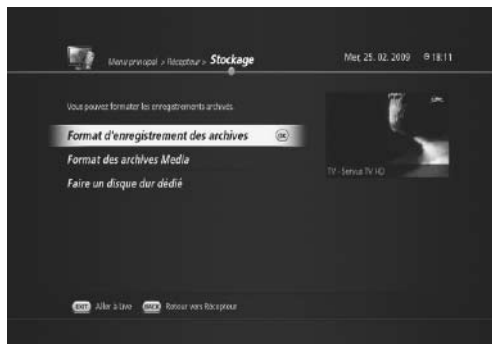 Menu principal > Récepteur > Stockage
Mer, 25. 02. 2009 18:11
Vous pouvez formater les enregistrements archivés.
Format d'enregistrement des archives OK
Format des archives Media
Faire un disque dur dédié
TV - Servus TV HD
EXIT Aller à Live BACK Retour vers Récepteur